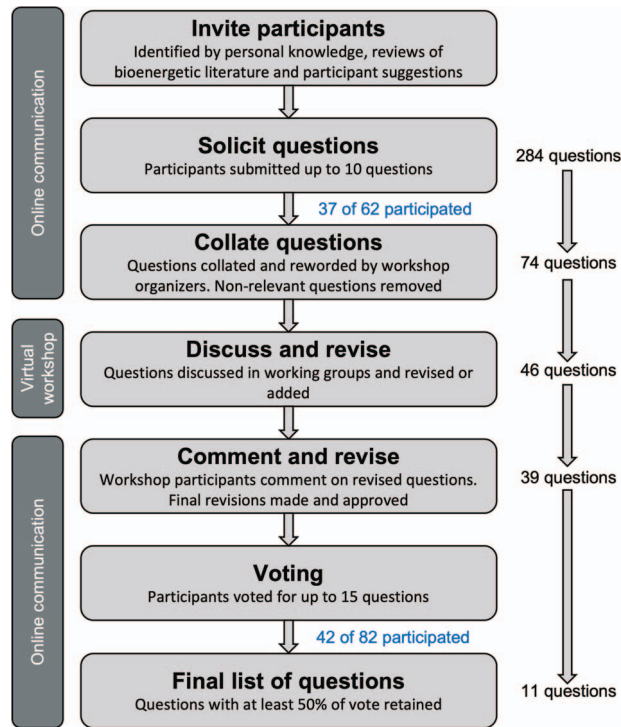 Online communication
Invite participants
Identified by personal knowledge, reviews of
bioenergetic literature and participant suggestions
Solicit questions
Participants submitted up to 10 questions
284 questions
37 of 62 participated
Collate questions
Questions collated and reworded by workshop
organizers. Non-relevant questions removed
74 questions
Virtual
workshop
Discuss and revise
Questions discussed in working groups and revised or
added
46 questions
Online communication
Comment and revise
Workshop participants comment on revised questions.
Final revisions made and approved
39 questions
Voting
Participants voted for up to 15 questions
42 of 82 participated
Final list of questions
Questions with at least 50% of vote retained
11 questions